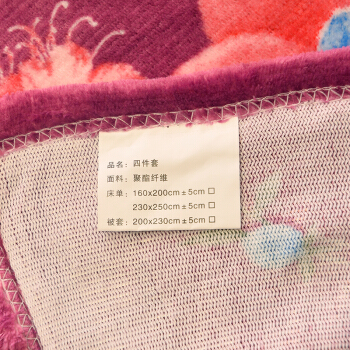 品名: 四件套
面料: 聚酯纤维
床单: 160x200cm±5cm□
230x250cm±5cm□
被套: 200x230cm±5cm□